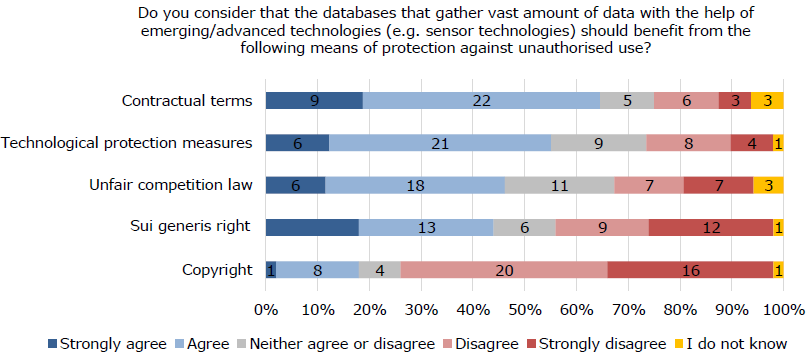 Do you consider that the databases that gather vast amount of data with the help of
emerging/advanced technologies (e.g. sensor technologies) should benefit from the
following means of protection against unauthorised use?
Contractual terms 9 22 5 6 3 3
Technological protection measures 6 21 9 8 4 1
Unfair competition law 6 18 11 7 7 3
Sui generis right 13 6 9 12 1
Copyright 1 8 4 20 16 1
0% 10% 20% 30% 40% 50% 60% 70% 80% 90% 100%
Strongly agree Agree Neither agree or disagree Disagree Strongly disagree I do not know